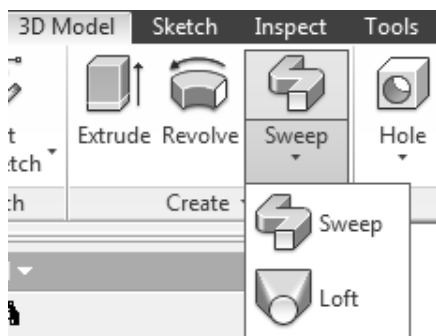 3D Model Sketch Inspect Tools
Extrude Revolve Sweep Hole
Create
Sweep
Loft